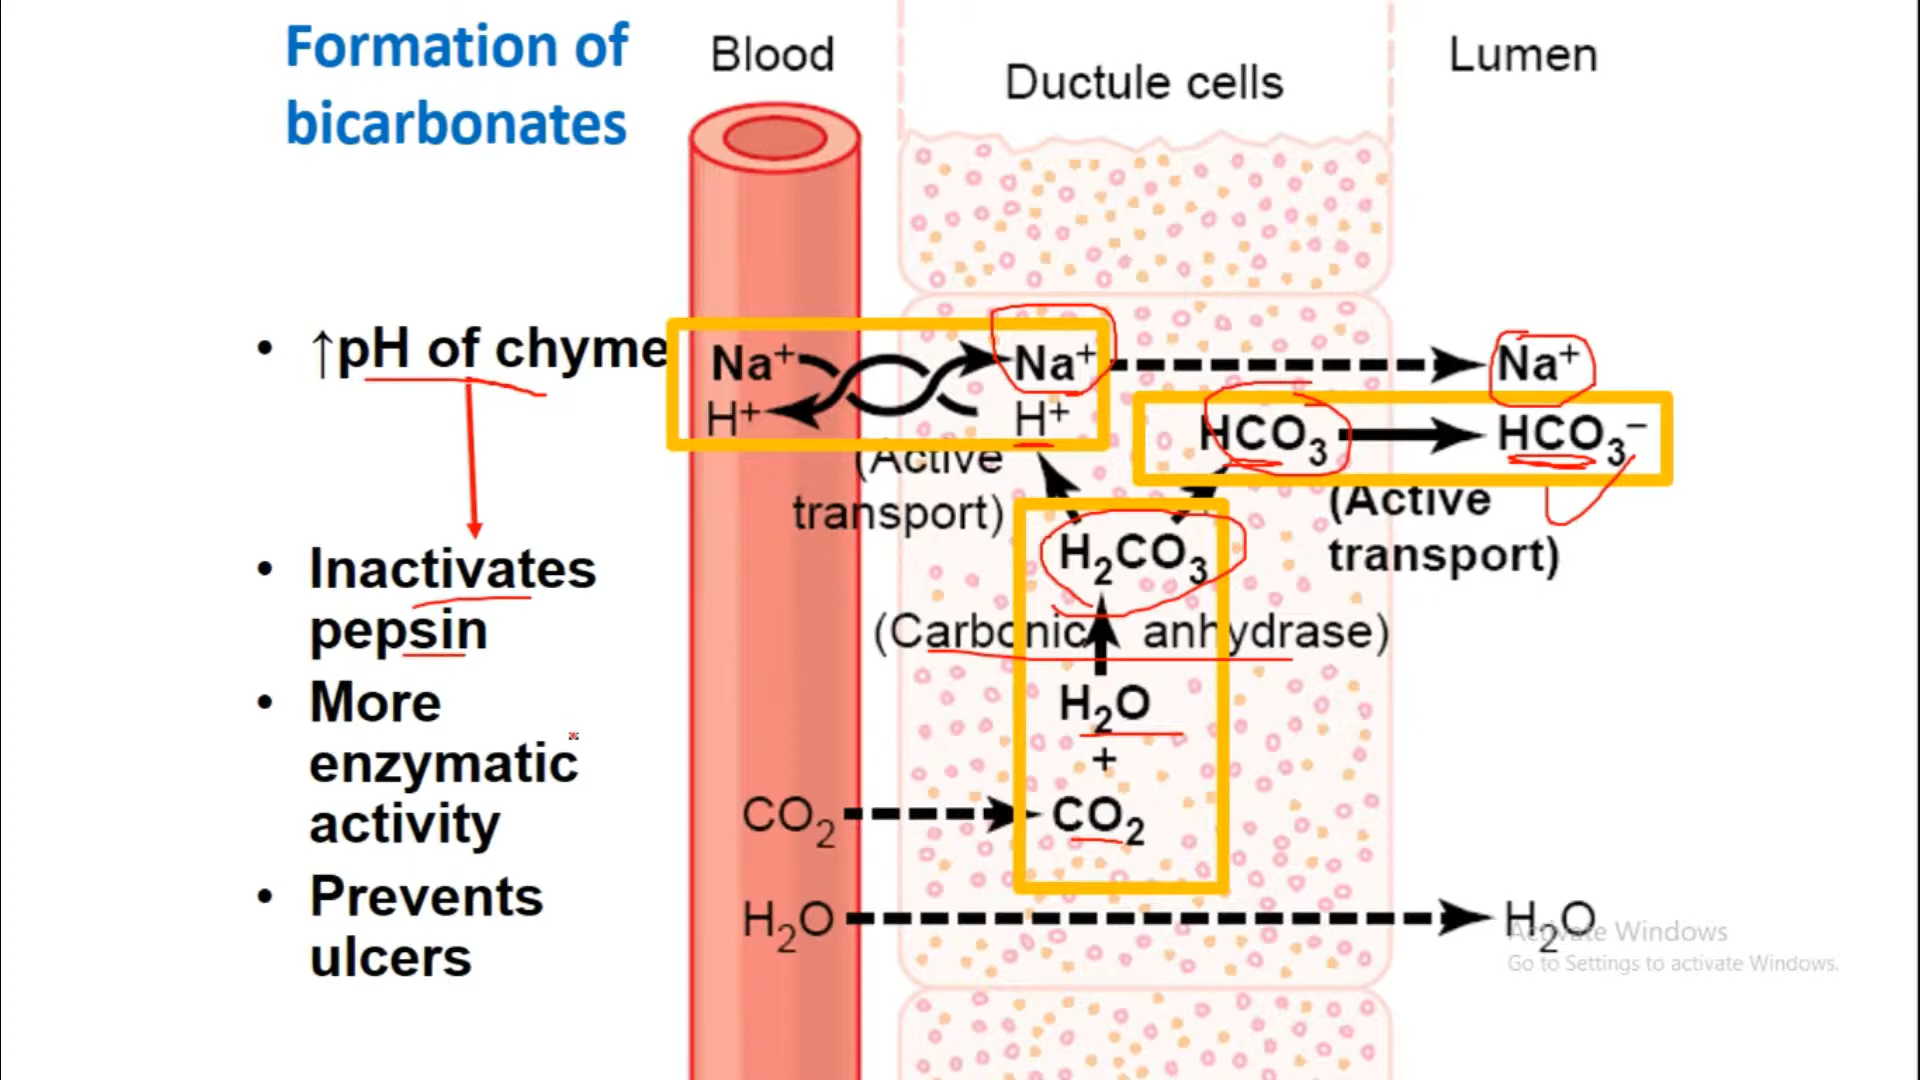 Formation of
bicarbonates
Blood
Ductule cells
Lumen
• ↑pH of chyme
• Inactivates
pepsin
• More
enzymatic
activity
• Prevents
ulcers
Na⁺ Na⁺ Na⁺
H⁺ H⁺
HCO₃ HCO₃⁻
(Active
transport)
(Active
transport)
H₂CO₃
(Carbonic anhydrase)
H₂O
+
CO₂ CO₂
H₂O H₂O
Activate Windows
Go to Settings to activate Windows.